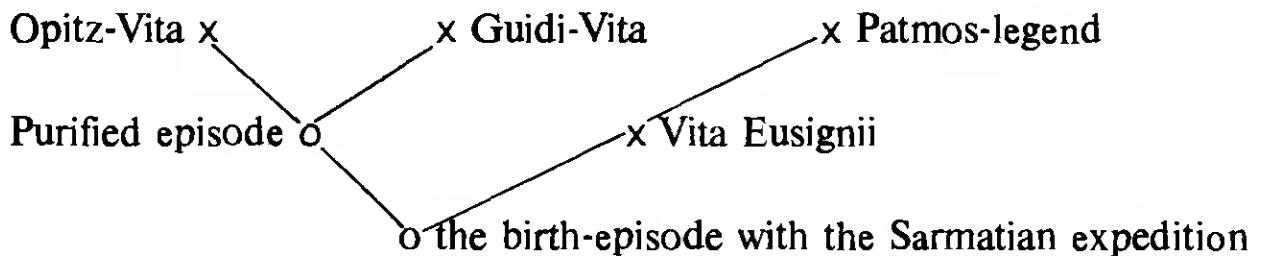 Opitz-Vita x x Guidi-Vita x Patmos-legend
Purified episode o x Vita Eusignii
o the birth-episode with the Sarmatian expedition